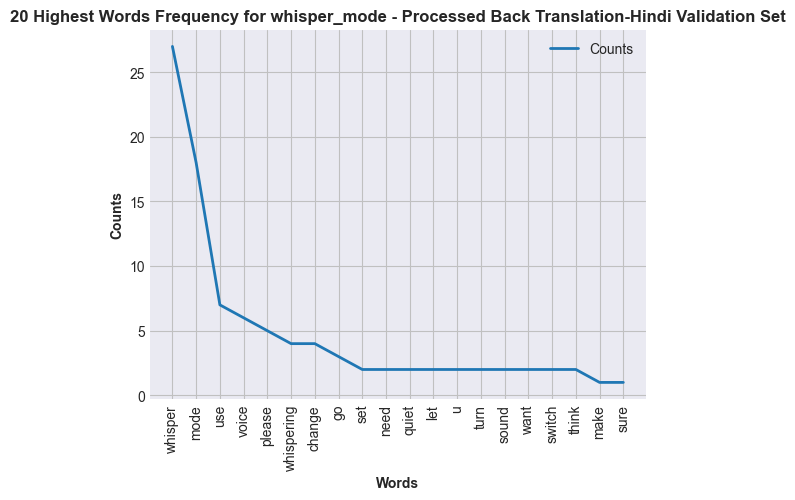 20 Highest Words Frequency for whisper_mode - Processed Back Translation-Hindi Validation Set
Counts
25
20
15
10
5
0
Counts
whisper
mode
use
voice
please
whispering
change
go
set
need
quiet
let
u
turn
sound
want
switch
think
make
sure
Words